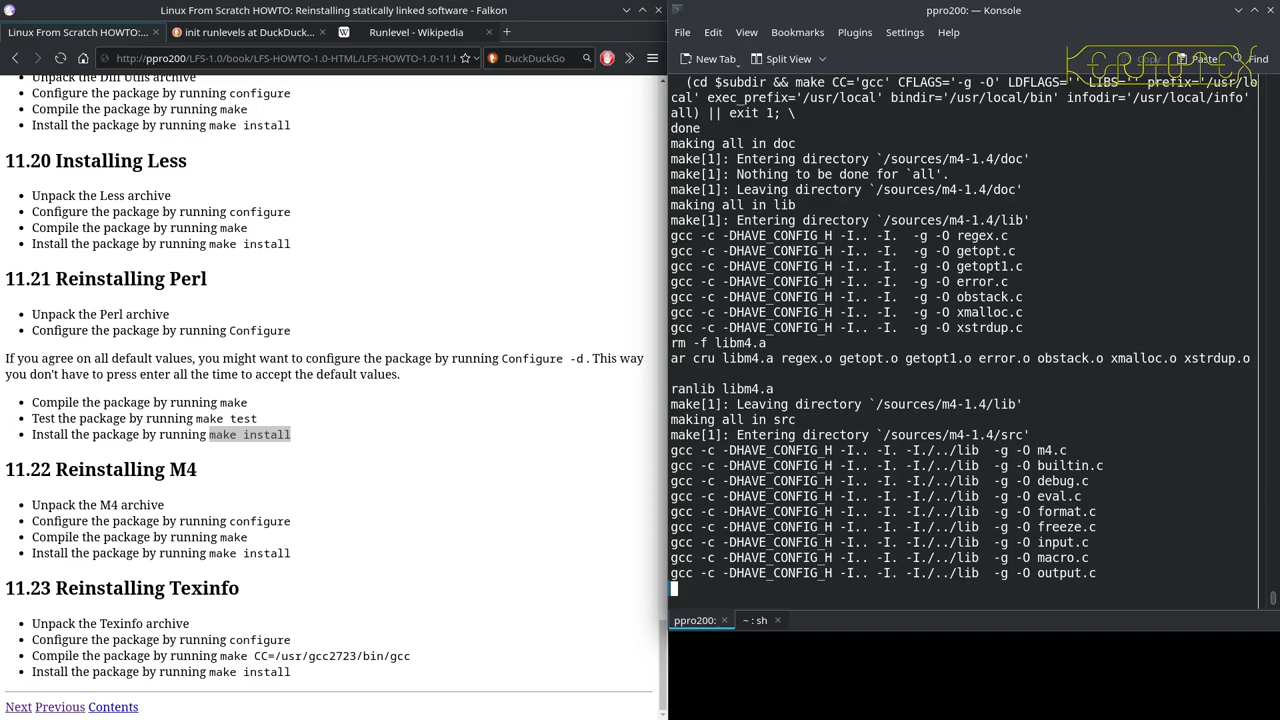 Linux From Scratch HOWTO: Reinstalling statically linked software - Falkon
Linux From Scratch HOWTO:...
init runlevels at DuckDuck...
Runlevel - Wikipedia
http://ppro200/LFS-1.0/book/LFS-HOWTO-1.0-HTML/LFS-HOWTO-1.0-11.
DuckDuckGo
Unpack the Diff Utils archive
Configure the package by running configure
Compile the package by running make
Install the package by running make install
11.20 Installing Less
Unpack the Less archive
Configure the package by running configure
Compile the package by running make
Install the package by running make install
11.21 Reinstalling Perl
Unpack the Perl archive
Configure the package by running Configure
If you agree on all default values, you might want to configure the package by running Configure -d . This way
you don't have to press enter all the time to accept the default values.
Compile the package by running make
Test the package by running make test
Install the package by running make install
11.22 Reinstalling M4
Unpack the M4 archive
Configure the package by running configure
Compile the package by running make
Install the package by running make install
11.23 Reinstalling Texinfo
Unpack the Texinfo archive
Configure the package by running configure
Compile the package by running make CC=/usr/gcc2723/bin/gcc
Install the package by running make install
Next Previous Contents
ppro200: — Konsole
File Edit View Bookmarks Plugins Settings Help
New Tab Split View Copy Paste Find
(cd $subdir && make CC='gcc' CFLAGS='-g -O' LDFLAGS='' LIBS='' prefix='/usr/lo
cal' exec_prefix='/usr/local' bindir='/usr/local/bin' infodir='/usr/local/info'
all) || exit 1; \
done
making all in doc
make[1]: Entering directory `/sources/m4-1.4/doc'
make[1]: Nothing to be done for `all'.
make[1]: Leaving directory `/sources/m4-1.4/doc'
making all in lib
make[1]: Entering directory `/sources/m4-1.4/lib'
gcc -c -DHAVE_CONFIG_H -I.. -I.  -g -O regex.c
gcc -c -DHAVE_CONFIG_H -I.. -I.  -g -O getopt.c
gcc -c -DHAVE_CONFIG_H -I.. -I.  -g -O getopt1.c
gcc -c -DHAVE_CONFIG_H -I.. -I.  -g -O error.c
gcc -c -DHAVE_CONFIG_H -I.. -I.  -g -O obstack.c
gcc -c -DHAVE_CONFIG_H -I.. -I.  -g -O xmalloc.c
gcc -c -DHAVE_CONFIG_H -I.. -I.  -g -O xstrdup.c
rm -f libm4.a
ar cru libm4.a regex.o getopt.o getopt1.o error.o obstack.o xmalloc.o xstrdup.o
ranlib libm4.a
make[1]: Leaving directory `/sources/m4-1.4/lib'
making all in src
make[1]: Entering directory `/sources/m4-1.4/src'
gcc -c -DHAVE_CONFIG_H -I.. -I. -I./../lib  -g -O m4.c
gcc -c -DHAVE_CONFIG_H -I.. -I. -I./../lib  -g -O builtin.c
gcc -c -DHAVE_CONFIG_H -I.. -I. -I./../lib  -g -O debug.c
gcc -c -DHAVE_CONFIG_H -I.. -I. -I./../lib  -g -O eval.c
gcc -c -DHAVE_CONFIG_H -I.. -I. -I./../lib  -g -O format.c
gcc -c -DHAVE_CONFIG_H -I.. -I. -I./../lib  -g -O freeze.c
gcc -c -DHAVE_CONFIG_H -I.. -I. -I./../lib  -g -O input.c
gcc -c -DHAVE_CONFIG_H -I.. -I. -I./../lib  -g -O macro.c
gcc -c -DHAVE_CONFIG_H -I.. -I. -I./../lib  -g -O output.c
ppro200:
~ : sh